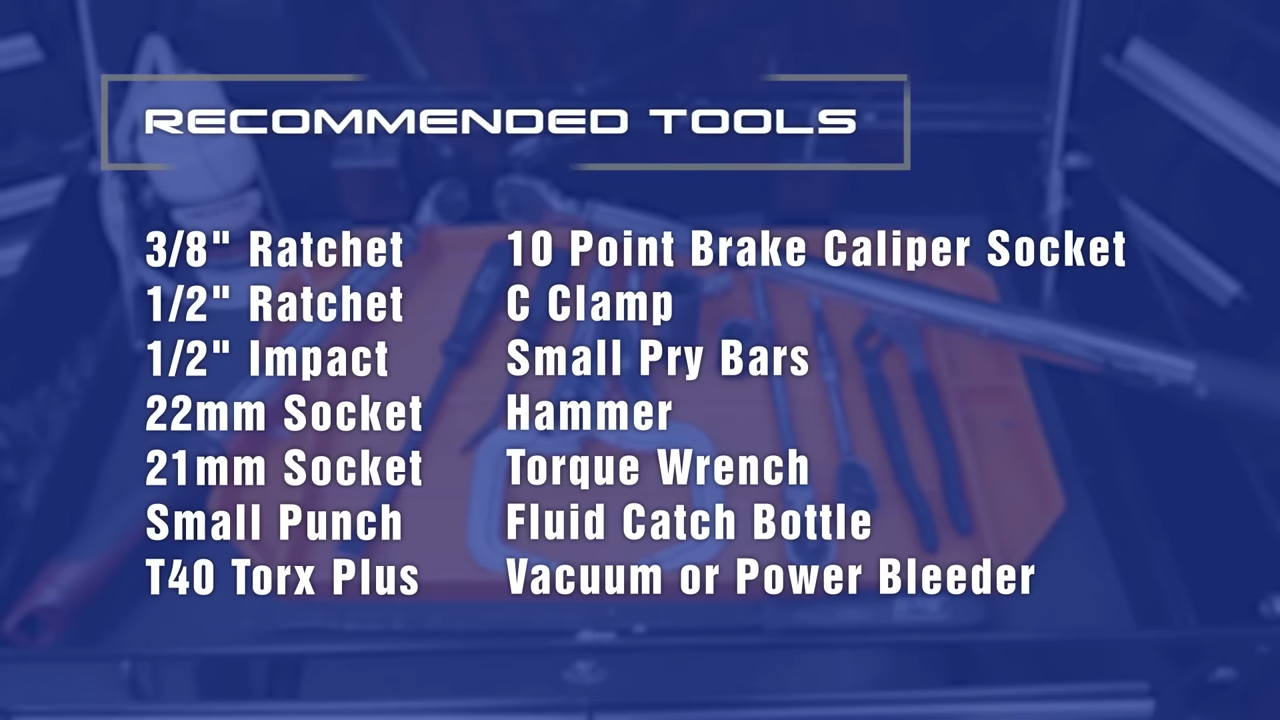 RECOMMENDED TOOLS
3/8" Ratchet
1/2" Ratchet
1/2" Impact
22mm Socket
21mm Socket
Small Punch
T40 Torx Plus
10 Point Brake Caliper Socket
C Clamp
Small Pry Bars
Hammer
Torque Wrench
Fluid Catch Bottle
Vacuum or Power Bleeder